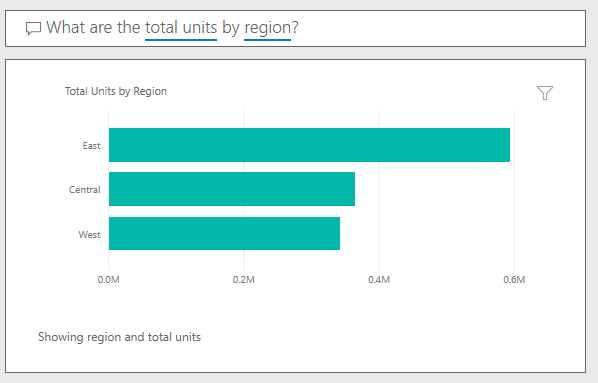 What are the total units by region?
Total Units by Region
East
Central
West
0.0M 0.2M 0.4M 0.6M
Showing region and total units